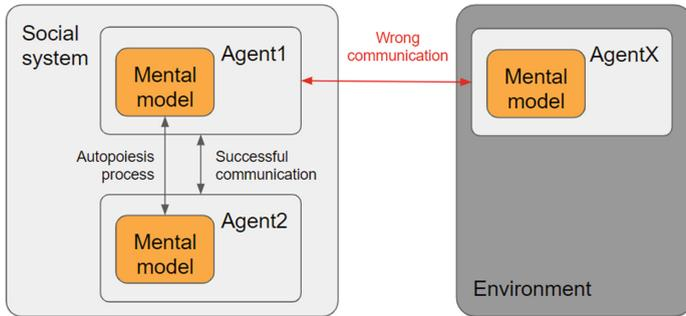 Social
system
Agent1
Mental
model
Autopoiesis
process
Successful
communication
Agent2
Mental
model
Wrong
communication
AgentX
Mental
model
Environment